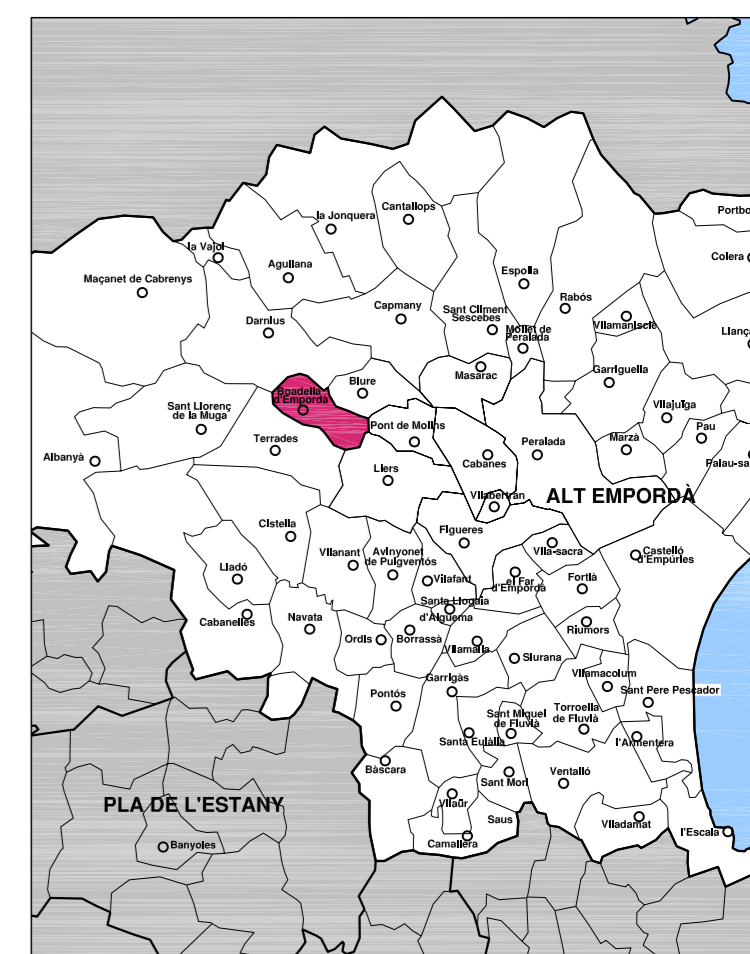 Portbo
Cantallops
la Jonquera
la Vajol
Colera
Agullana
Maçanet de Cabrenys
Espolla
Rabós
Capmany
Sant Climent
Sescebes
Darnius
Vilamaniscle
Mollet de
Peralada
Llança
Garriguella
Masarac
Biure
Boadella
d'Empordà
Vilajuïga
Sant Llorenç
de la Muga
Pont de Molins
Pau
Terrades
Peralada
Marzà
Albanyà
Cabanes
Palau-sa
Llers
Vilabertran
ALT EMPORDÀ
Cistella
Figueres
Vilanant
Avinyonet
de Puigventós
Vila-sacra
Castelló
d'Empúries
Lladó
Vilafant
el Far
d'Empordà
Fortià
Santa Llogaia
d'Àlguema
Cabanelles
Navata
Ordis
Borrassà
Riumors
Vilamalla
Siurana
Garrigàs
Vilamacolum
Sant Pere Pescador
Pontós
Sant Miquel
de Fluvià
Torroella
de Fluvià
Santa Eulàlia
l'Armentera
Bàscara
Sant Mori
Ventalló
PLA DE L'ESTANY
Vilaür
Saus
Viladamat
l'Escala
Banyoles
Camallera